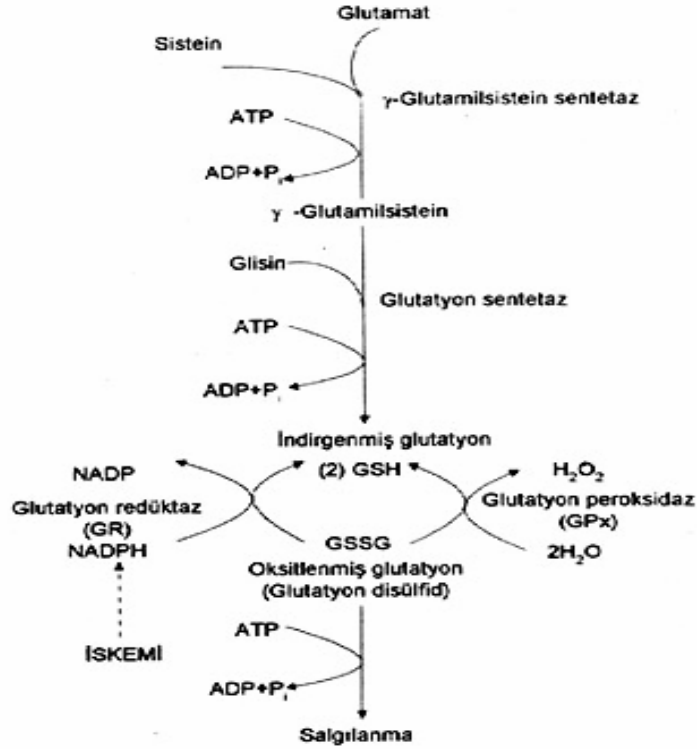 Glutamat
Sistein
γ-Glutamilsistein sentetaz
ATP
ADP+Pi
γ -Glutamilsistein
Glisin
Glutatyon sentetaz
ATP
ADP+Pi
İndirgenmiş glutatyon
NADP
(2) GSH
H₂O₂
Glutatyon redüktaz
(GR)
Glutatyon peroksidaz
(GPx)
NADPH
GSSG
2H₂O
Oksitlenmiş glutatyon
(Glutatyon disülfid)
ATP
İSKEMİ
ADP+Pi
Salgılanma